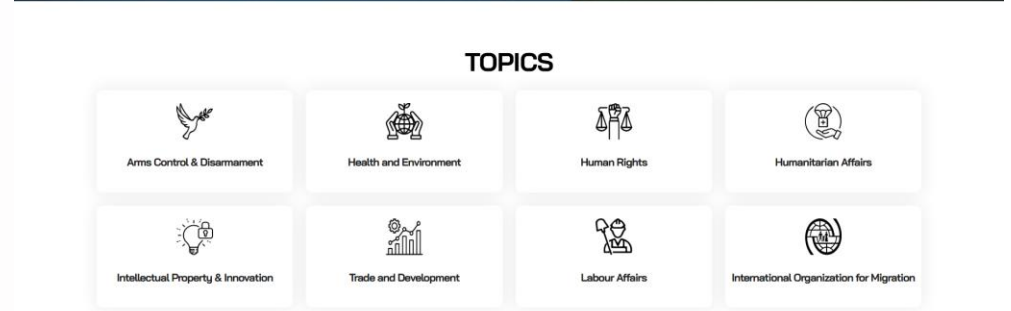 TOPICS
Arms Control & Disarmament
Health and Environment
Human Rights
Humanitarian Affairs
Intellectual Property & Innovation
Trade and Development
Labour Affairs
International Organization for Migration